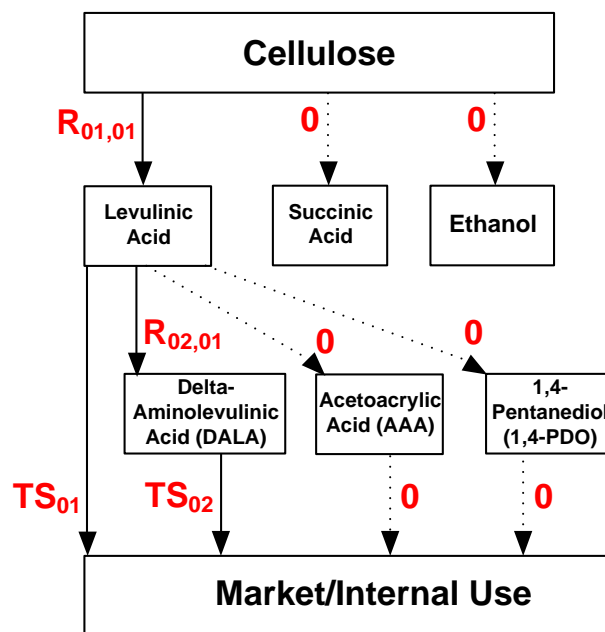 Cellulose
R01,01
0
0
Levulinic
Acid
Succinic
Acid
Ethanol
R02,01
0
0
Delta-
Aminolevulinic
Acid (DALA)
Acetoacrylic
Acid (AAA)
1,4-
Pentanediol
(1,4-PDO)
TS01
TS02
0
0
Market/Internal Use